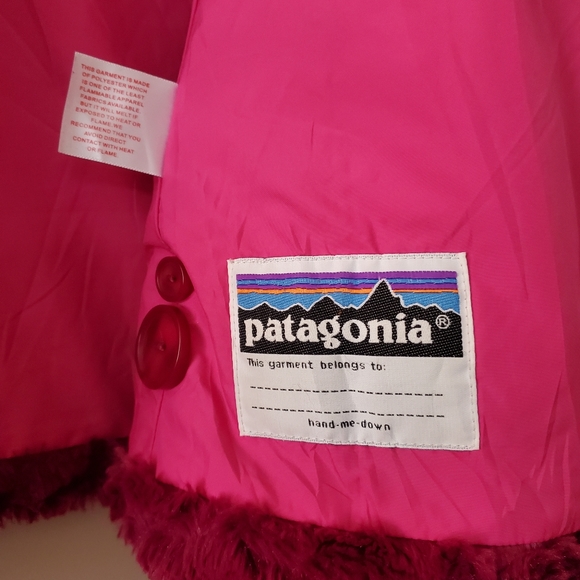 THIS GARMENT IS MADE
OF POLYESTER WHICH
IS ONE OF THE LEAST
FLAMMABLE APPAREL
FABRICS AVAILABLE
BUT IT WILL MELT IF
EXPOSED TO HEAT OR
FLAME. WE
RECOMMEND THAT YOU
AVOID DIRECT
CONTACT WITH HEAT
OR FLAME.
patagonia®
This garment belongs to:
hand-me-down